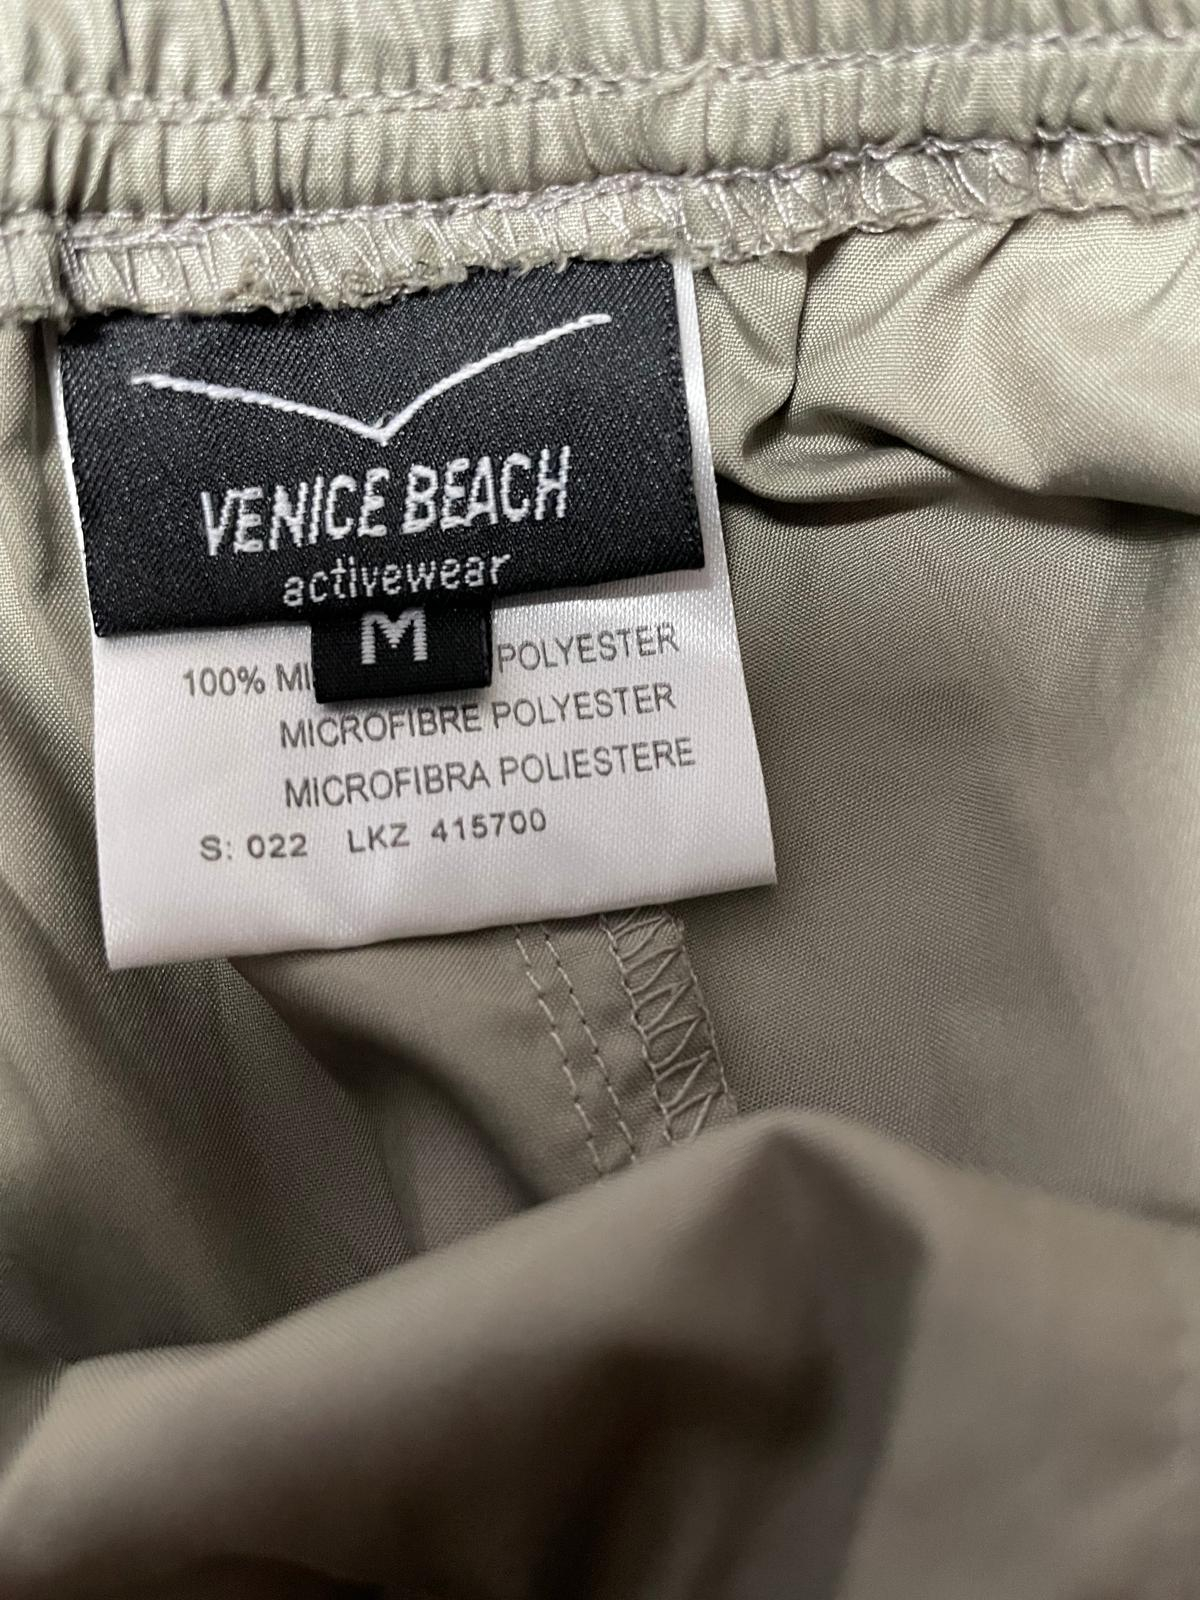 VENICE BEACH
activewear
M
100% MI POLYESTER
MICROFIBRE POLYESTER
MICROFIBRA POLIESTERE
S: 022 LKZ 415700